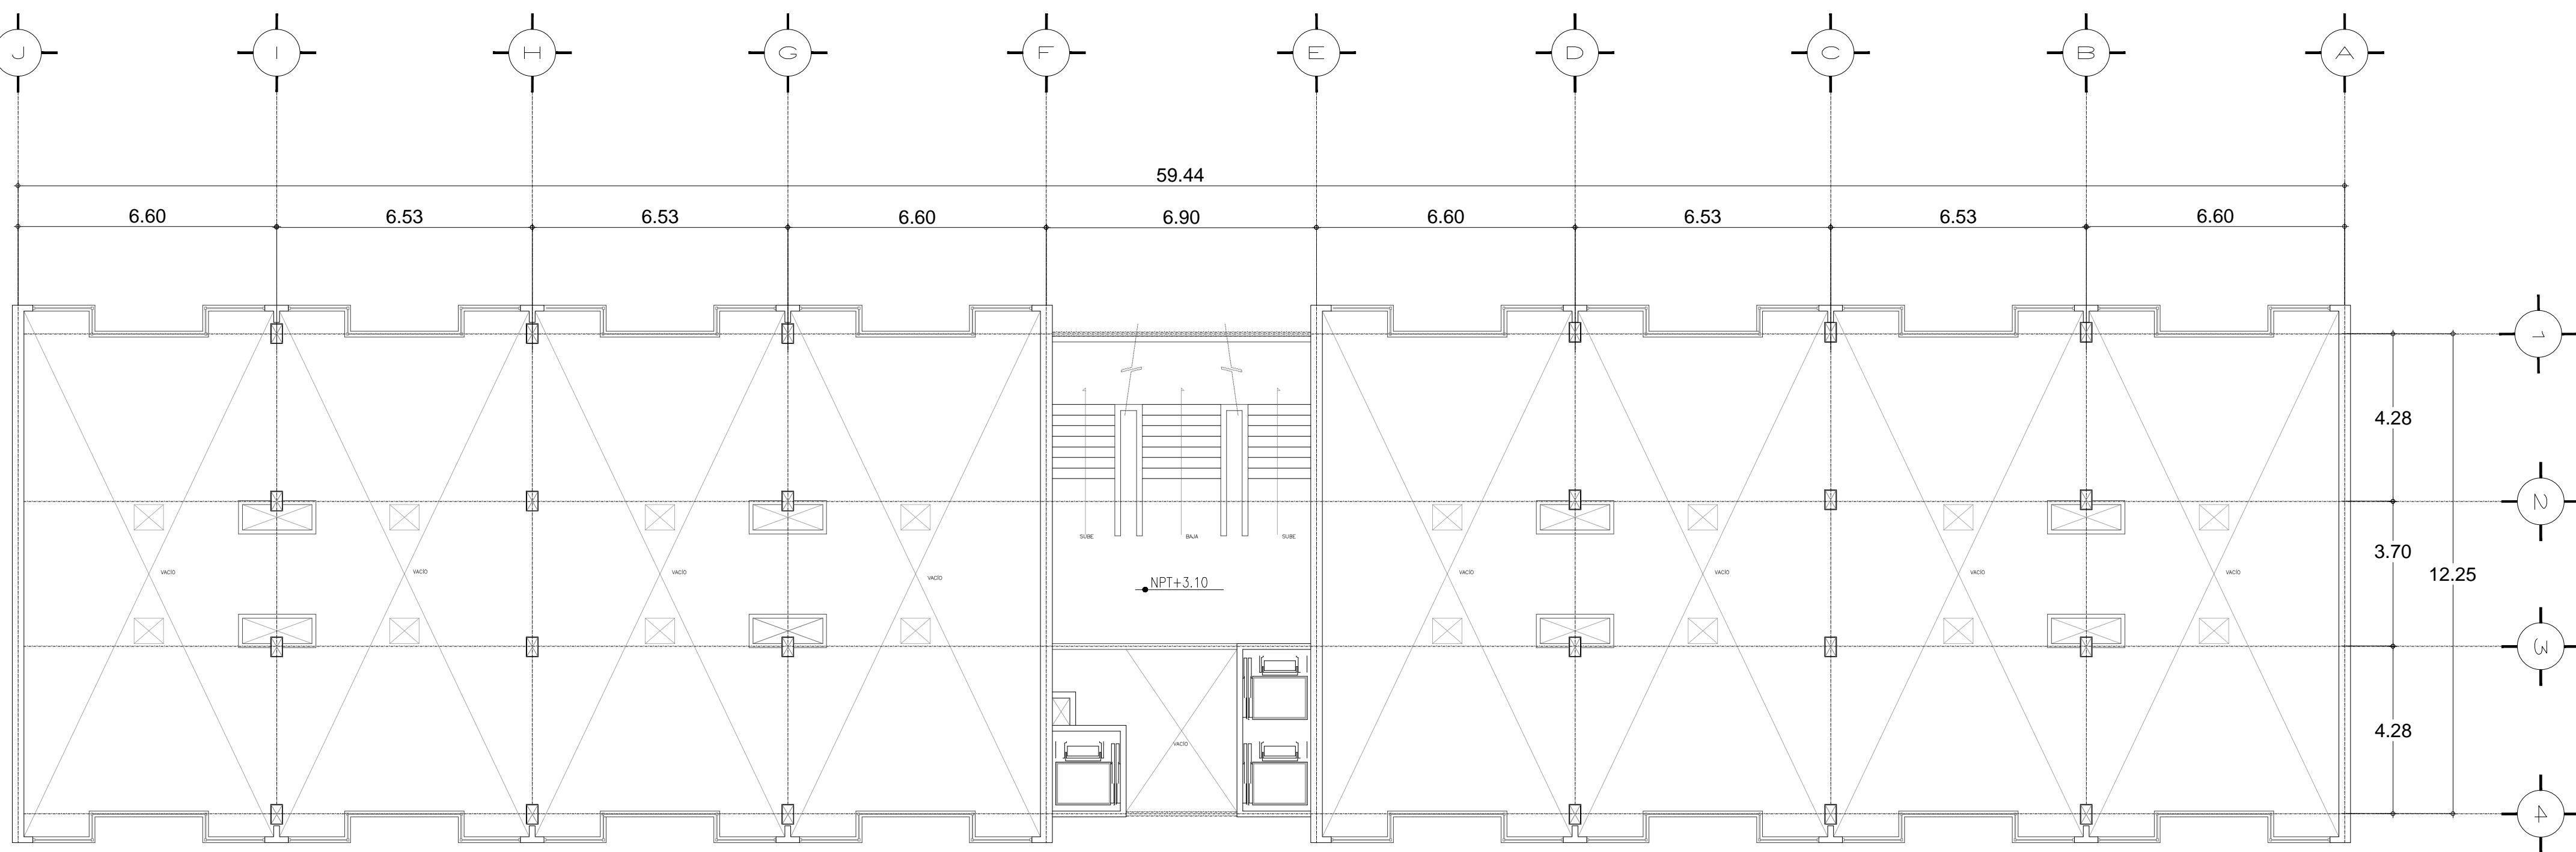 J I H G F E D C B A
59.44
6.60 6.53 6.53 6.60 6.90 6.60 6.53 6.53 6.60
1
4.28
2
SÚBE BAJA SUBE
3.70
VACÍO VACÍO VACÍO VACÍO VACÍO VACÍO VACÍO VACÍO
12.25
NPT+3.10
3
4.28
VACÍO
4